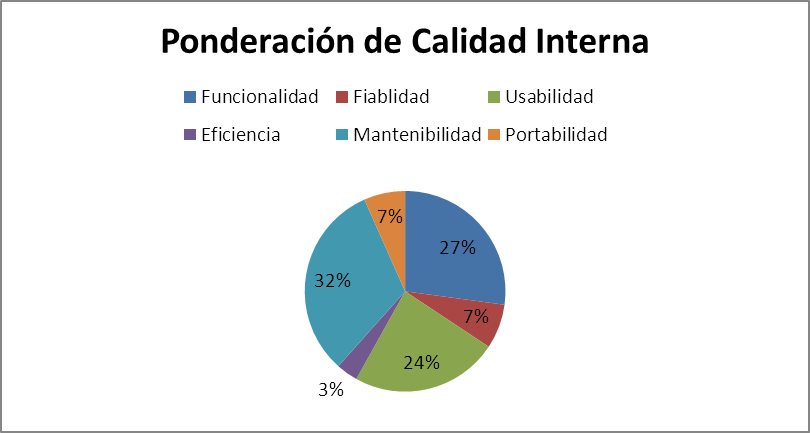 Ponderación de Calidad Interna
Funcionalidad Fiablidad Usabilidad
Eficiencia Mantenibilidad Portabilidad
7%
27%
32%
7%
24%
3%